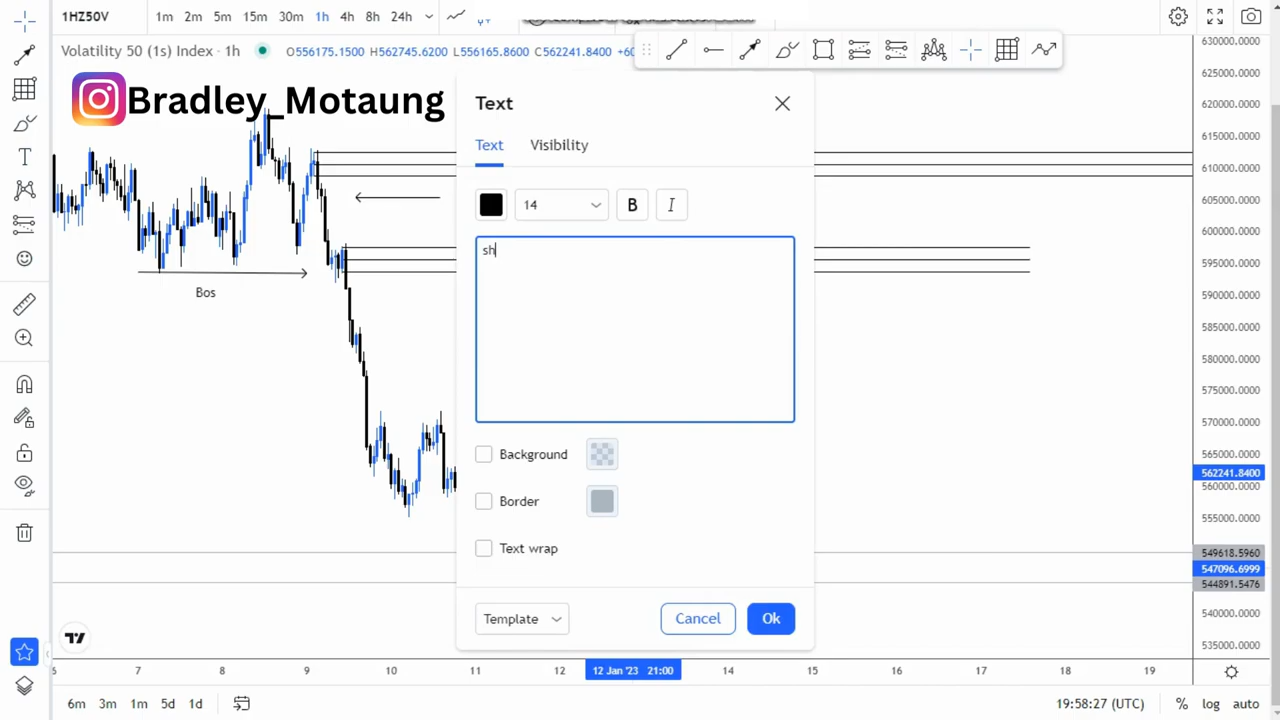 1HZ50V 1m 2m 5m 15m 30m 1h 4h 8h 24h
Volatility 50 (1s) Index · 1h O556175.1500 H562745.6200 L556165.8600 C562241.8400 +60
Bradley_Motaung
Text
Text Visibility
14 B I
sh
Background
Border
Text wrap
Template Cancel Ok
Bos
630000.0000
625000.0000
620000.0000
615000.0000
610000.0000
605000.0000
600000.0000
595000.0000
590000.0000
585000.0000
580000.0000
575000.0000
570000.0000
565000.0000
562241.8400
560000.0000
555000.0000
549618.5960
547096.6999
544891.5476
540000.0000
535000.0000
6 7 8 9 10 11 12 12 Jan '23 21:00 14 15 16 17 18 19
6m 3m 1m 5d 1d 19:58:27 (UTC) % log auto